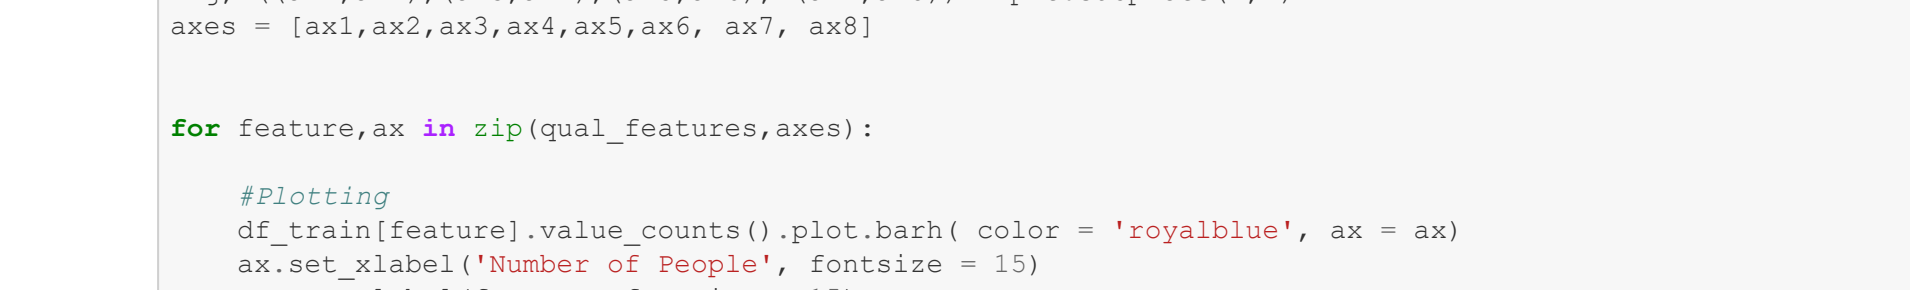 axes = [ax1,ax2,ax3,ax4,ax5,ax6, ax7, ax8]
for feature,ax in zip(qual_features,axes):
#Plotting
df_train[feature].value_counts().plot.barh( color = 'royalblue', ax = ax)
ax.set_xlabel('Number of People', fontsize = 15)